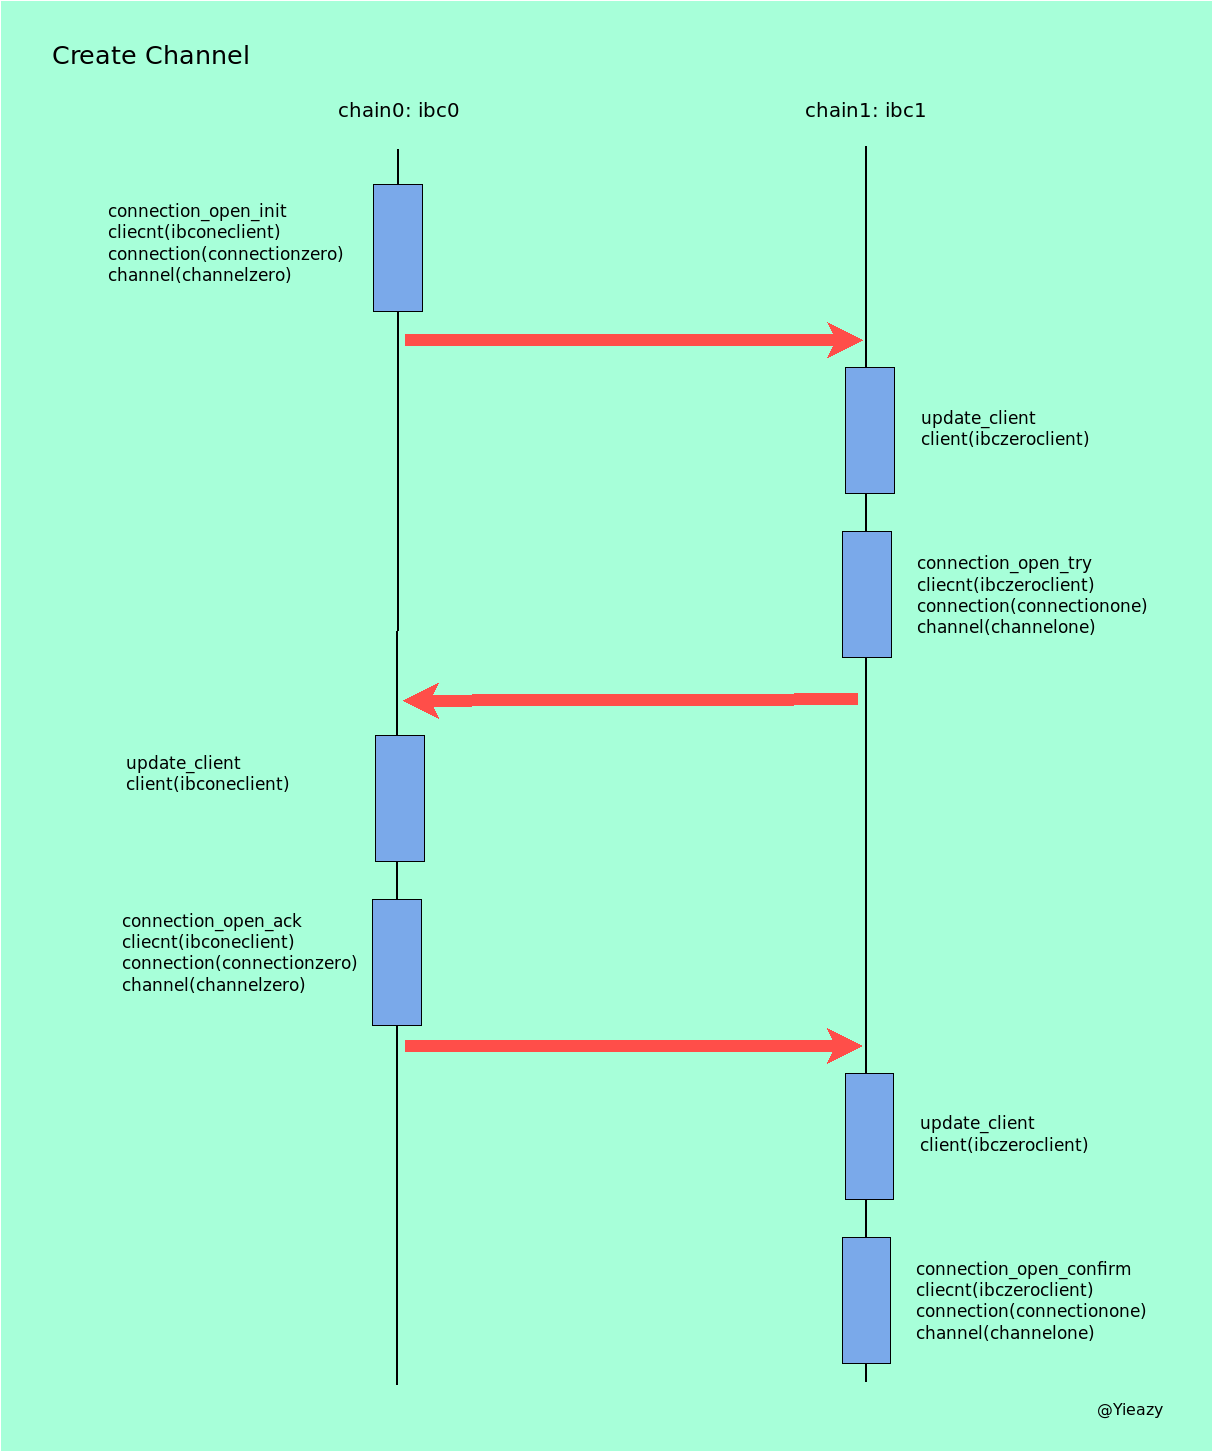 Create Channel
chain0: ibc0
chain1: ibc1
connection_open_init
cliecnt(ibconeclient)
connection(connectionzero)
channel(channelzero)
update_client
client(ibczeroclient)
connection_open_try
cliecnt(ibczeroclient)
connection(connectionone)
channel(channelone)
update_client
client(ibconeclient)
connection_open_ack
cliecnt(ibconeclient)
connection(connectionzero)
channel(channelzero)
update_client
client(ibczeroclient)
connection_open_confirm
cliecnt(ibczeroclient)
connection(connectionone)
channel(channelone)
@Yieazy